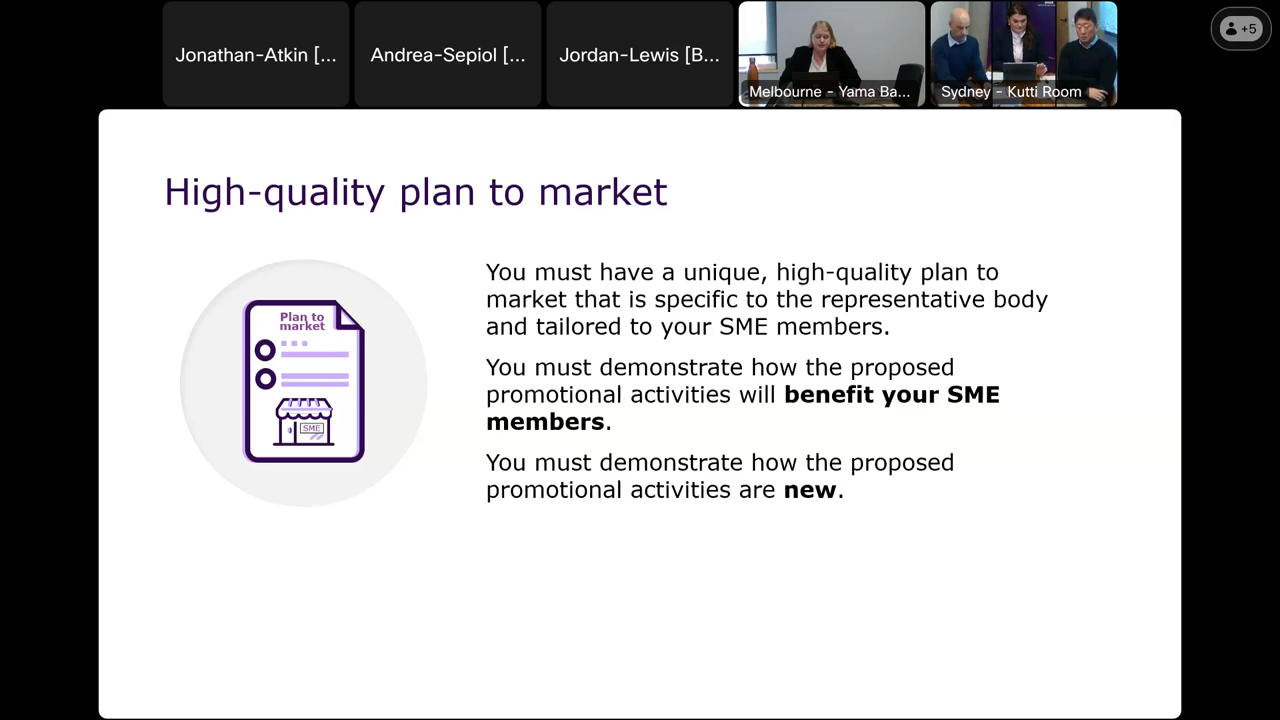 Jonathan-Atkin [...
Andrea-Sepiol [...
Jordan-Lewis [B...
Melbourne - Yama Ba...
Sydney - Kutti Room
+5
High-quality plan to market
Plan to
market
SME
You must have a unique, high-quality plan to
market that is specific to the representative body
and tailored to your SME members.
You must demonstrate how the proposed
promotional activities will benefit your SME
members.
You must demonstrate how the proposed
promotional activities are new.